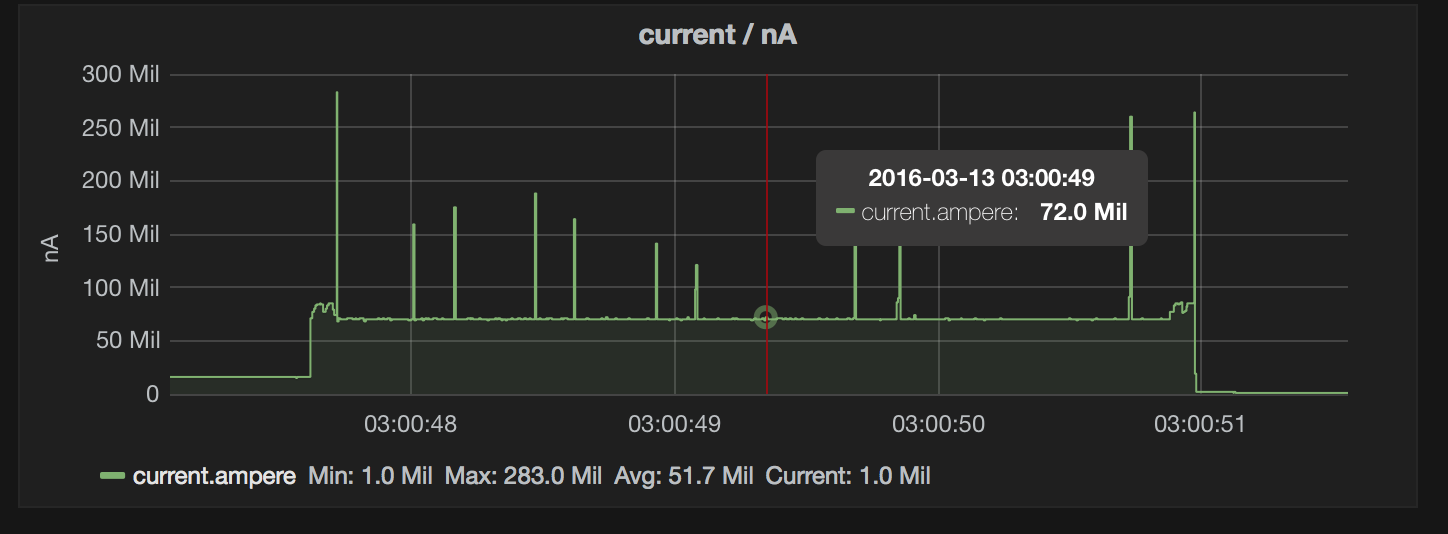 current / nA
300 Mil
250 Mil
200 Mil
150 Mil
100 Mil
50 Mil
0
nA
2016-03-13 03:00:49
current.ampere: 72.0 Mil
03:00:48 03:00:49 03:00:50 03:00:51
current.ampere Min: 1.0 Mil Max: 283.0 Mil Avg: 51.7 Mil Current: 1.0 Mil